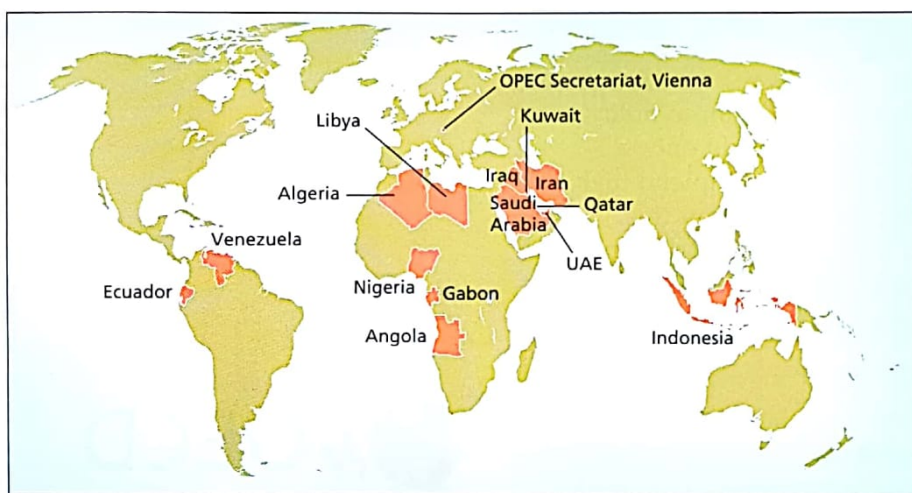 OPEC Secretariat, Vienna
Libya
Kuwait
Iraq
Iran
Algeria
Saudi
Arabia
Qatar
Venezuela
UAE
Ecuador
Nigeria
Gabon
Angola
Indonesia